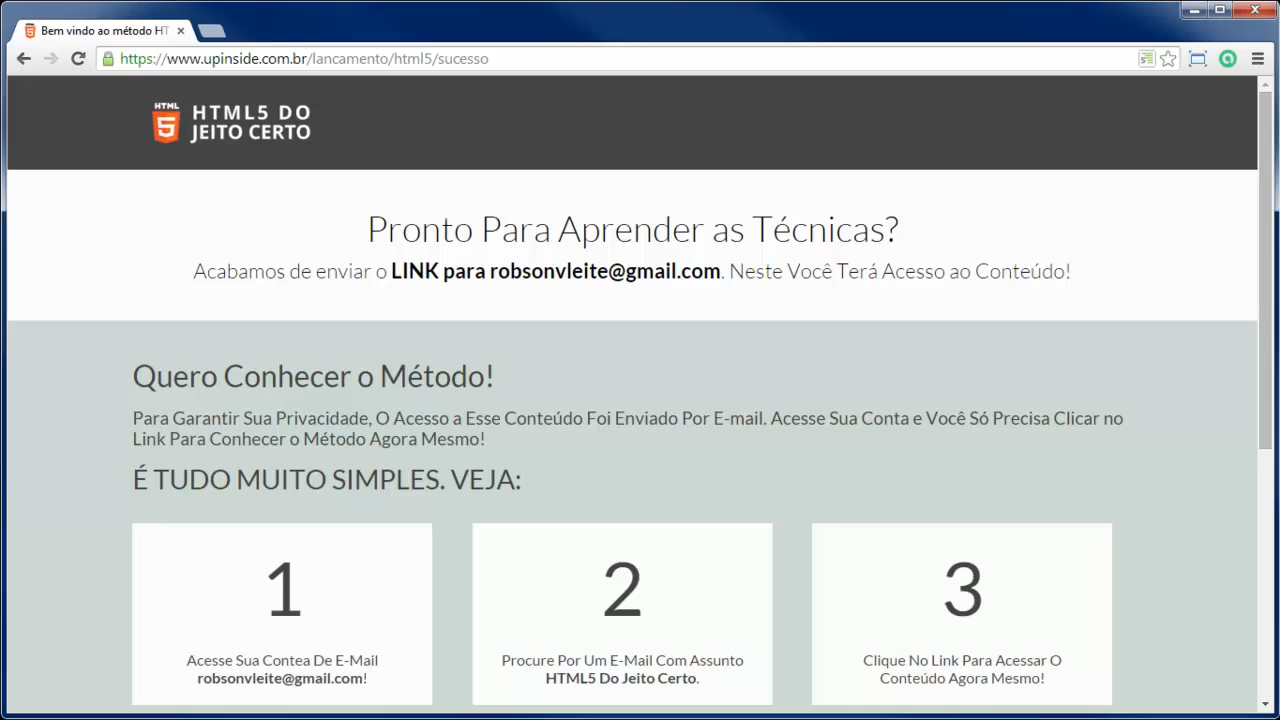 Bem vindo ao método HT
https://www.upinside.com.br/lancamento/html5/sucesso
HTML
5
HTML5 DO
JEITO CERTO
Pronto Para Aprender as Técnicas?
Acabamos de enviar o LINK para robsonvleite@gmail.com. Neste Você Terá Acesso ao Conteúdo!
Quero Conhecer o Método!
Para Garantir Sua Privacidade, O Acesso a Esse Conteúdo Foi Enviado Por E-mail. Acesse Sua Conta e Você Só Precisa Clicar no
Link Para Conhecer o Método Agora Mesmo!
É TUDO MUITO SIMPLES. VEJA:
1
Acesse Sua Contea De E-Mail
robsonvleite@gmail.com!
2
Procure Por Um E-Mail Com Assunto
HTML5 Do Jeito Certo.
3
Clique No Link Para Acessar O
Conteúdo Agora Mesmo!